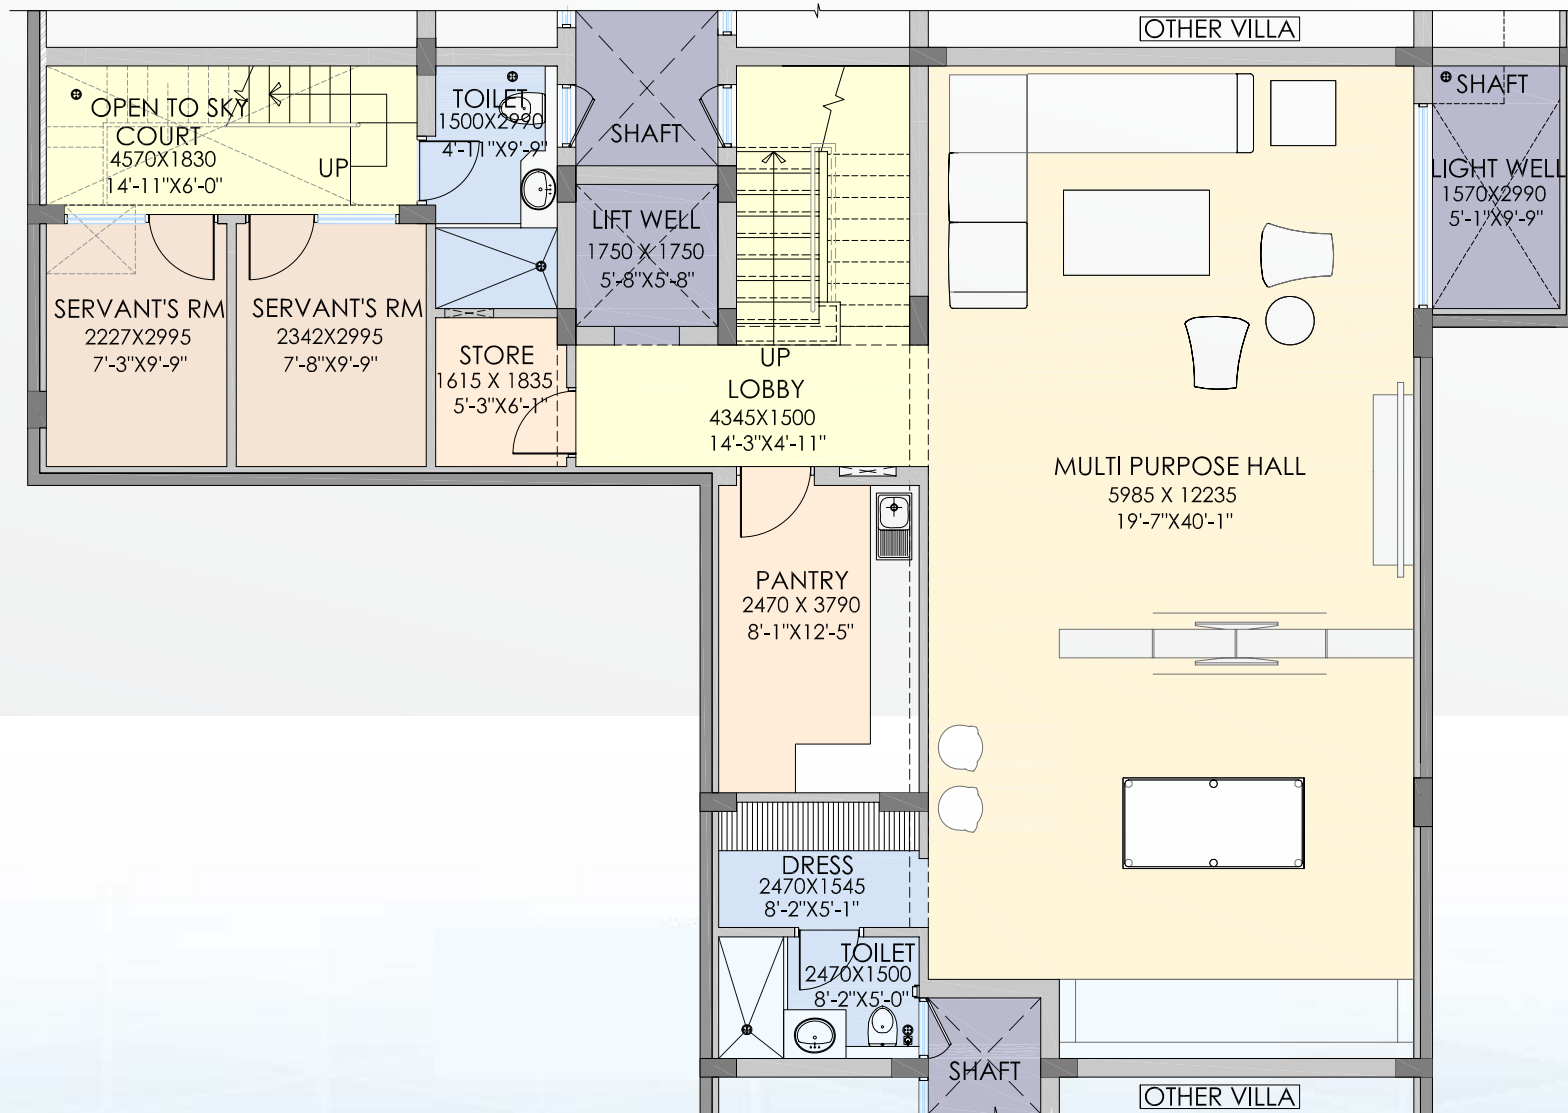 OTHER VILLA
OPEN TO SKY
COURT
4570X1830
14'-11"X6'-0"
UP
TOILET
1500X2990
4'-11"X9'-9"
SHAFT
SHAFT
LIGHT WELL
1570X2990
5'-1"X9'-9"
LIFT WELL
1750 X 1750
5'-8"X5'-8"
SERVANT'S RM
2227X2995
7'-3"X9'-9"
SERVANT'S RM
2342X2995
7'-8"X9'-9"
STORE
1615 X 1835
5'-3"X6'-1"
UP
LOBBY
4345X1500
14'-3"X4'-11"
MULTI PURPOSE HALL
5985 X 12235
19'-7"X40'-1"
PANTRY
2470 X 3790
8'-1"X12'-5"
DRESS
2470X1545
8'-2"X5'-1"
TOILET
2470X1500
8'-2"X5'-0"
SHAFT
OTHER VILLA